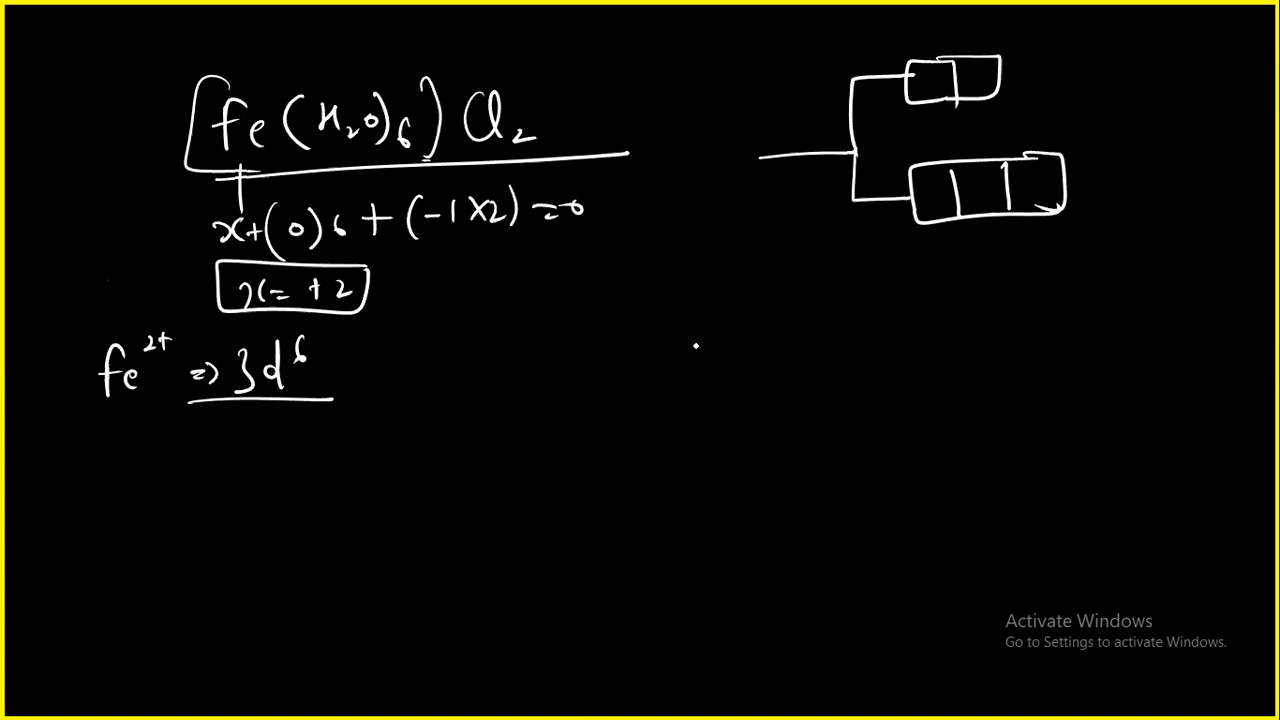 [Fe(H₂O)₆)Cl₂
x+(0)6+(-1×2)=0
x=+2
Fe²⁺ => 3d⁶
Activate Windows
Go to Settings to activate Windows.